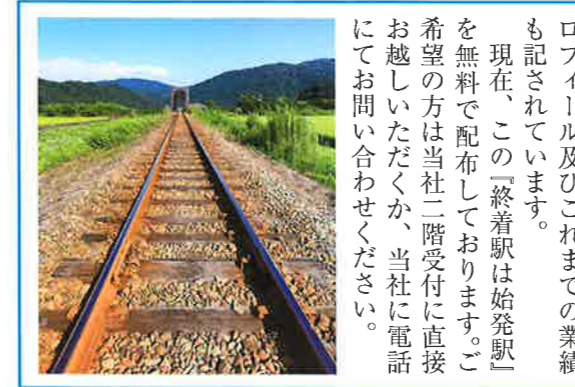 ロフィール及びこれまでの業績
も記されています。
現在、この『終着駅は始発駅』
を無料で配布しております。ご
希望の方は当社二階受付に直接
お越しいただくか、当社に電話
にてお問い合わせください。